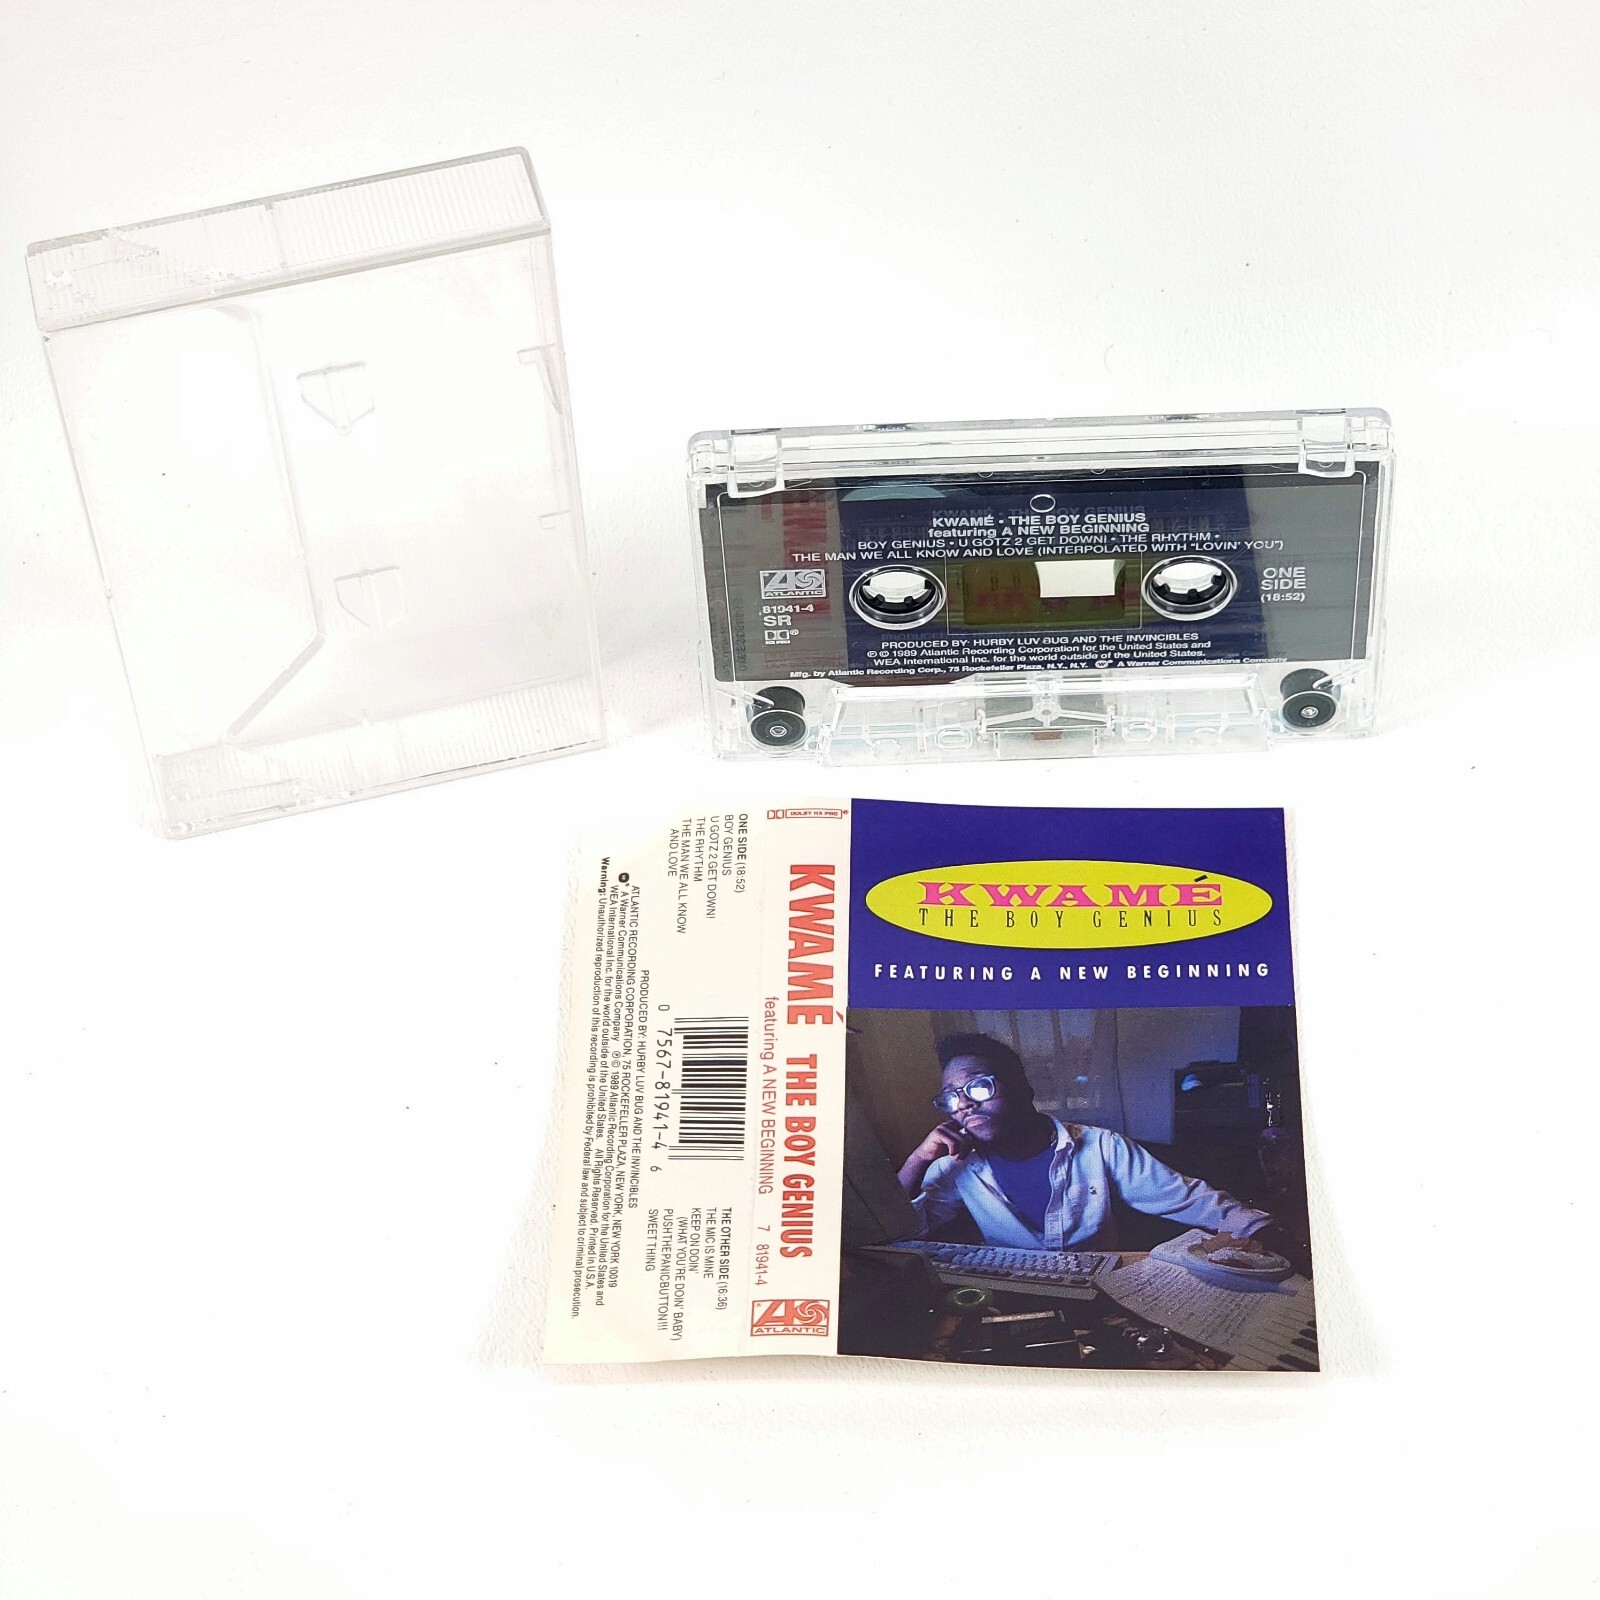 KWAMÉ • THE BOY GENIUS
featuring A NEW BEGINNING
BOY GENIUS • U GOTZ 2 GET DOWN! • THE RHYTHM •
THE MAN WE ALL KNOW AND LOVE (INTERPOLATED WITH "LOVIN' YOU")
ATLANTIC
81941-4
SR
ONE
SIDE
(18:52)
PRODUCED BY: HURBY LUV BUG AND THE INVINCIBLES
℗ © 1989 Atlantic Recording Corporation for the United States and
WEA International Inc. for the world outside of the United States.
Mfg. by Atlantic Recording Corp., 75 Rockefeller Plaza, N.Y., N.Y. A Warner Communications Company
KWAMÉ
THE BOY GENIUS
FEATURING A NEW BEGINNING
DOLBY HX PRO
KWAMÉ THE BOY GENIUS
featuring A NEW BEGINNING 7 81941-4
ATLANTIC
ONE SIDE (18:52)
BOY GENIUS
U GOTZ 2 GET DOWN!
THE RHYTHM
THE MAN WE ALL KNOW
AND LOVE
0 7567-81941-4 6
THE OTHER SIDE (16:36)
THE MIC IS MINE
KEEP ON DOIN'
(WHAT YOU'RE DOIN' BABY)
PUSHTHEPANICBUTTON!!!
SWEET THING
PRODUCED BY: HURBY LUV BUG AND THE INVINCIBLES
ATLANTIC RECORDING CORPORATION, 75 ROCKEFELLER PLAZA, NEW YORK, NEW YORK 10019
A Warner Communications Company ℗ © 1989 Atlantic Recording Corporation for the United States and
WEA International Inc. for the world outside of the United States. All Rights Reserved. Printed in U.S.A.
Warning: Unauthorized reproduction of this recording is prohibited by Federal law and subject to criminal prosecution.